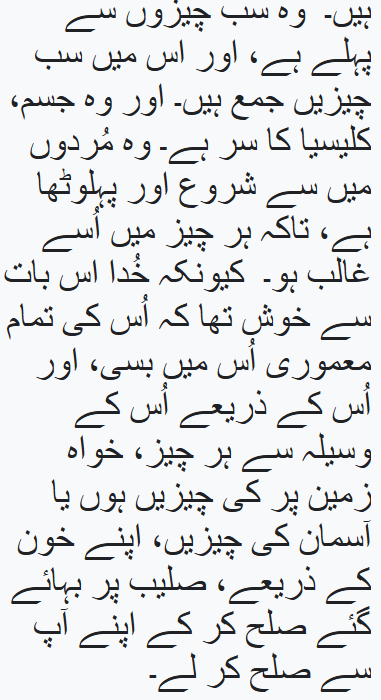 ہیں۔ وہ سب چیزوں سے
پہلے ہے، اور اس میں سب
چیزیں جمع ہیں۔ اور وہ جسم،
کلیسیا کا سر ہے۔ وہ مُردوں
میں سے شروع اور پہلوٹھا
ہے، تاکہ ہر چیز میں اُسے
غالب ہو۔ کیونکہ خُدا اس بات
سے خوش تھا کہ اُس کی تمام
معموری اُس میں بسی، اور
اُس کے ذریعے اُس کے
وسیلہ سے ہر چیز، خواہ
زمین پر کی چیزیں ہوں یا
آسمان کی چیزیں، اپنے خون
کے ذریعے، صلیب پر بہائے
گئے صلح کر کے اپنے آپ
سے صلح کر لے۔